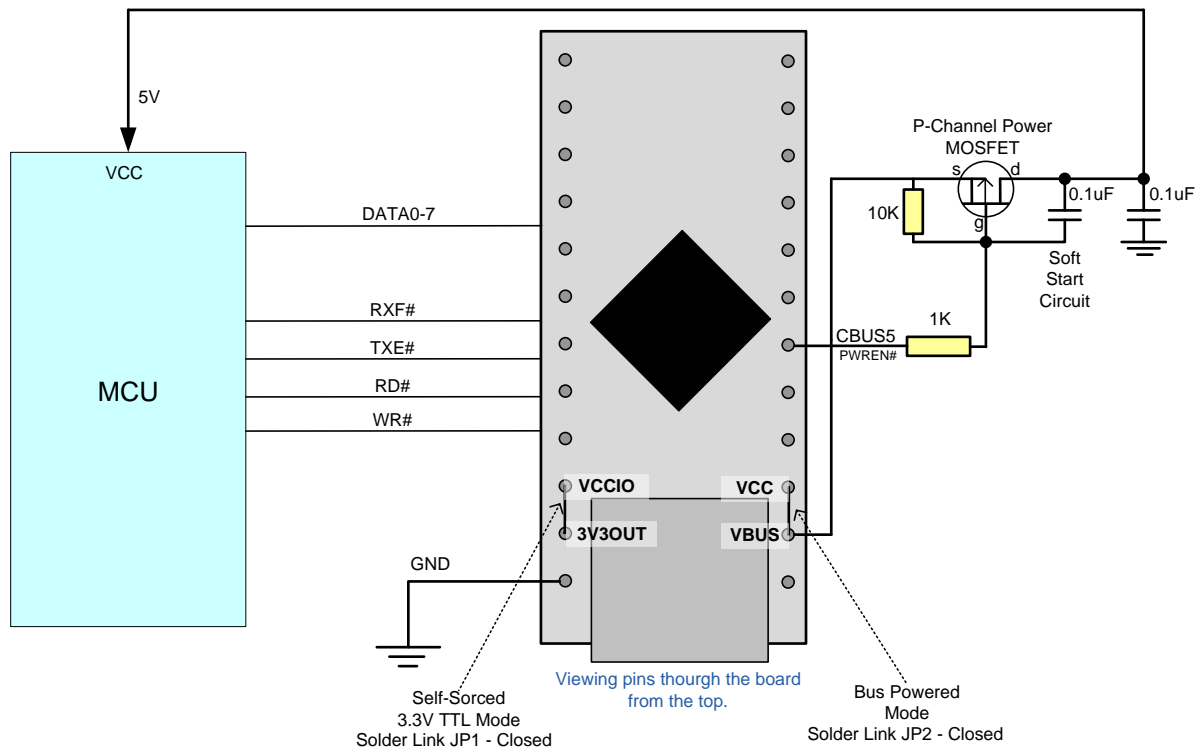 5V
VCC
MCU
DATA0-7
RXF#
TXE#
RD#
WR#
P-Channel Power
MOSFET
s
d
g
10K
0.1uF
0.1uF
Soft
Start
Circuit
1K
CBUS5
PWREN#
VCCIO
VCC
3V3OUT
VBUS
GND
Viewing pins thourgh the board
from the top.
Self-Sorced
3.3V TTL Mode
Solder Link JP1 - Closed
Bus Powered
Mode
Solder Link JP2 - Closed